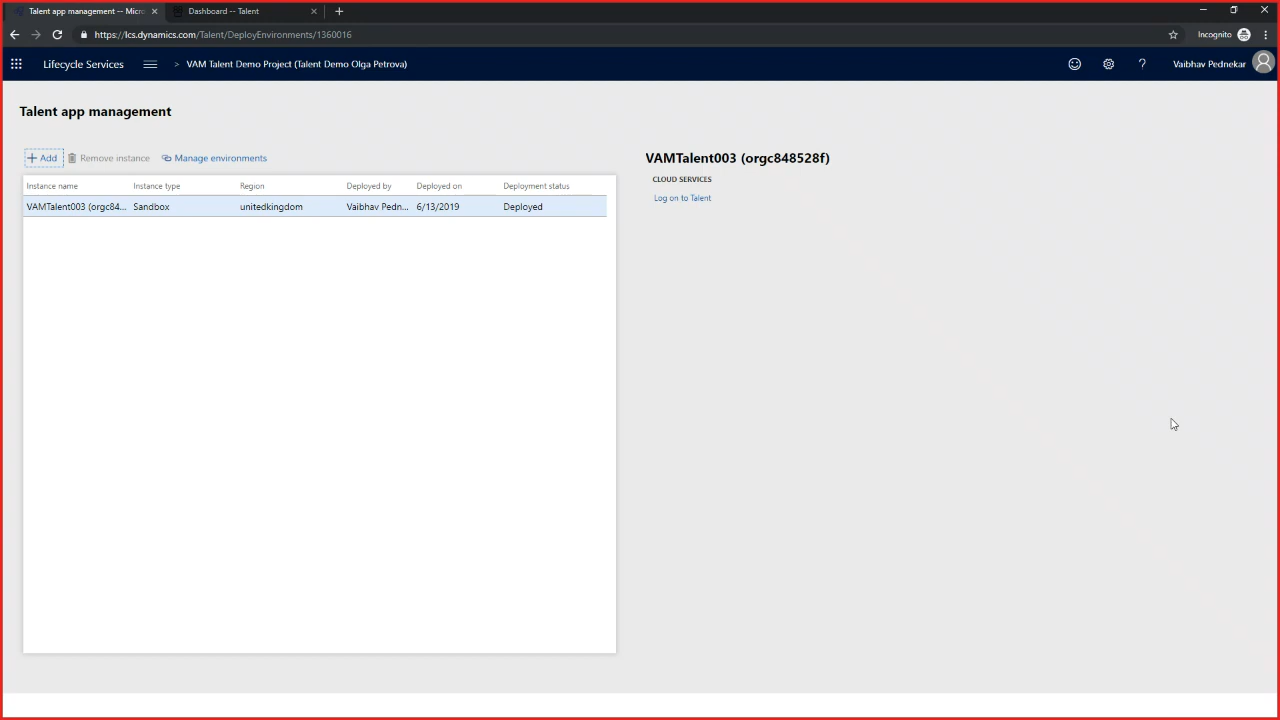 Talent app management -- Micro
Dashboard -- Talent
https://lcs.dynamics.com/Talent/DeployEnvironments/1360016
Incognito
Lifecycle Services
> VAM Talent Demo Project (Talent Demo Olga Petrova)
?
Vaibhav Pednekar
Talent app management
+ Add
Remove instance
Manage environments
Instance name Instance type Region Deployed by Deployed on Deployment status
VAMTalent003 (orgc84... Sandbox unitedkingdom Vaibhav Pedn... 6/13/2019 Deployed
VAMTalent003 (orgc848528f)
CLOUD SERVICES
Log on to Talent